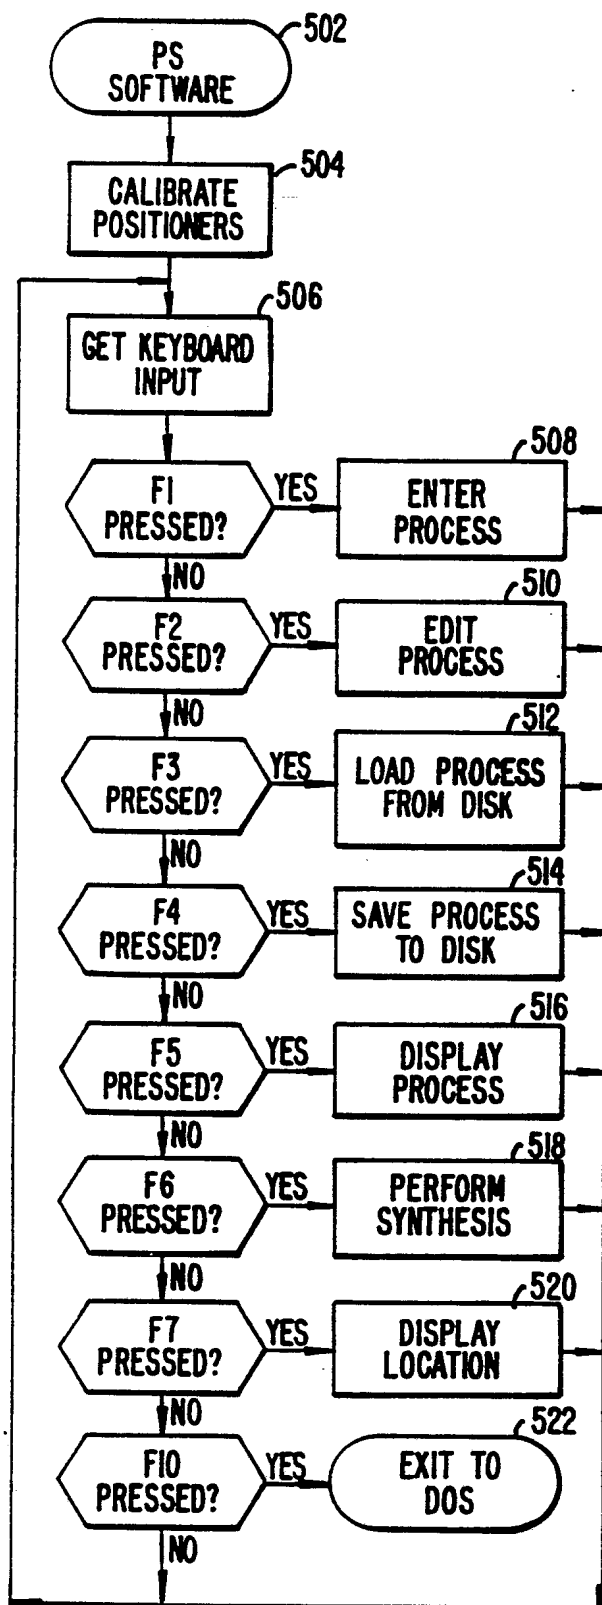 502
PS
SOFTWARE
504
CALIBRATE
POSITIONERS
506
GET KEYBOARD
INPUT
F1
PRESSED?
YES
508
ENTER
PROCESS
NO
F2
PRESSED?
YES
510
EDIT
PROCESS
NO
F3
PRESSED?
YES
512
LOAD PROCESS
FROM DISK
NO
F4
PRESSED?
YES
514
SAVE PROCESS
TO DISK
NO
F5
PRESSED?
YES
516
DISPLAY
PROCESS
NO
F6
PRESSED?
YES
518
PERFORM
SYNTHESIS
NO
F7
PRESSED?
YES
520
DISPLAY
LOCATION
NO
F10
PRESSED?
YES
522
EXIT TO
DOS
NO